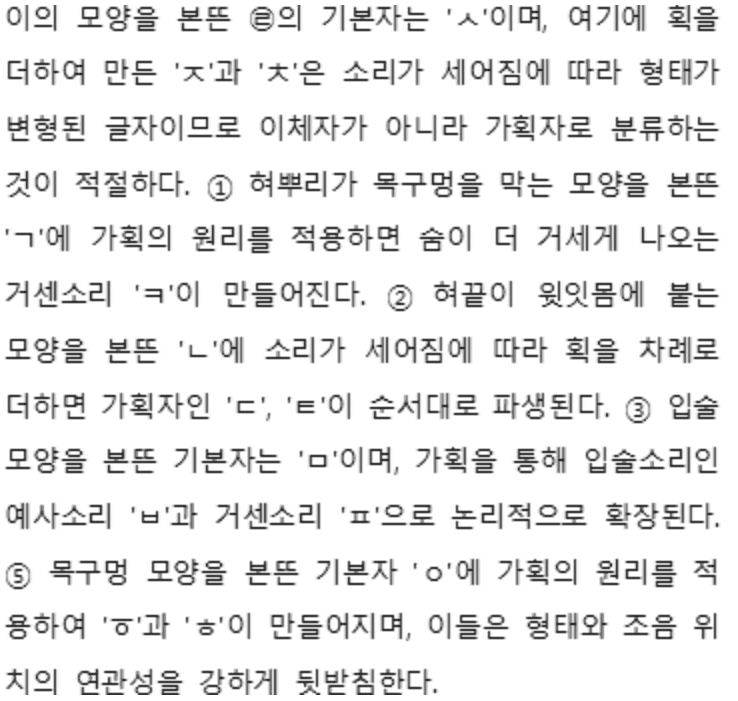 이의 모양을 본뜬 ㉣의 기본자는 'ㅅ'이며, 여기에 획을
더하여 만든 'ㅈ'과 'ㅊ'은 소리가 세어짐에 따라 형태가
변형된 글자이므로 이체자가 아니라 가획자로 분류하는
것이 적절하다. ① 혀뿌리가 목구멍을 막는 모양을 본뜬
'ㄱ'에 가획의 원리를 적용하면 숨이 더 거세게 나오는
거센소리 'ㅋ'이 만들어진다. ② 혀끝이 윗잇몸에 붙는
모양을 본뜬 'ㄴ'에 소리가 세어짐에 따라 획을 차례로
더하면 가획자인 'ㄷ', 'ㅌ'이 순서대로 파생된다. ③ 입술
모양을 본뜬 기본자는 'ㅁ'이며, 가획을 통해 입술소리인
예사소리 'ㅂ'과 거센소리 'ㅍ'으로 논리적으로 확장된다.
⑤ 목구멍 모양을 본뜬 기본자 'ㅇ'에 가획의 원리를 적
용하여 'ㆆ'과 'ㅎ'이 만들어지며, 이들은 형태와 조음 위
치의 연관성을 강하게 뒷받침한다.